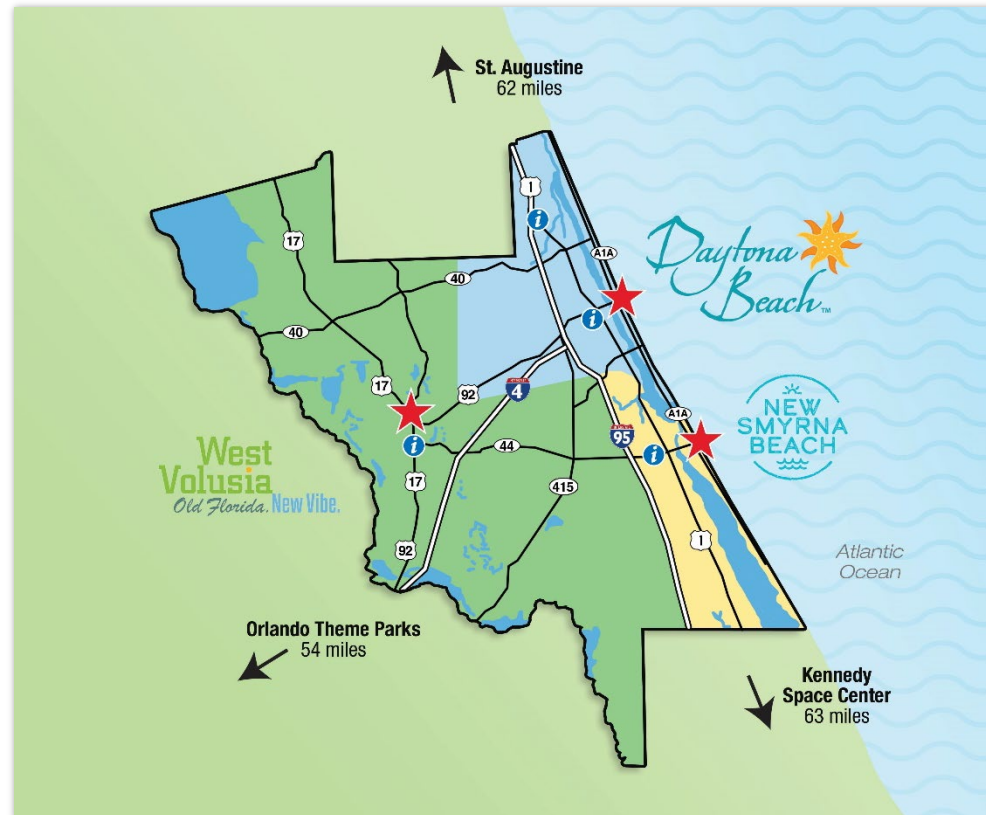 St. Augustine
62 miles
1
17
A1A
40
Daytona
Beach™
i
40
i
17
92
4
A1A
NEW
SMYRNA
BEACH
95
West
Volusia
Old Florida. New Vibe.
i
44
i
17
415
1
92
Atlantic
Ocean
Orlando Theme Parks
54 miles
Kennedy
Space Center
63 miles